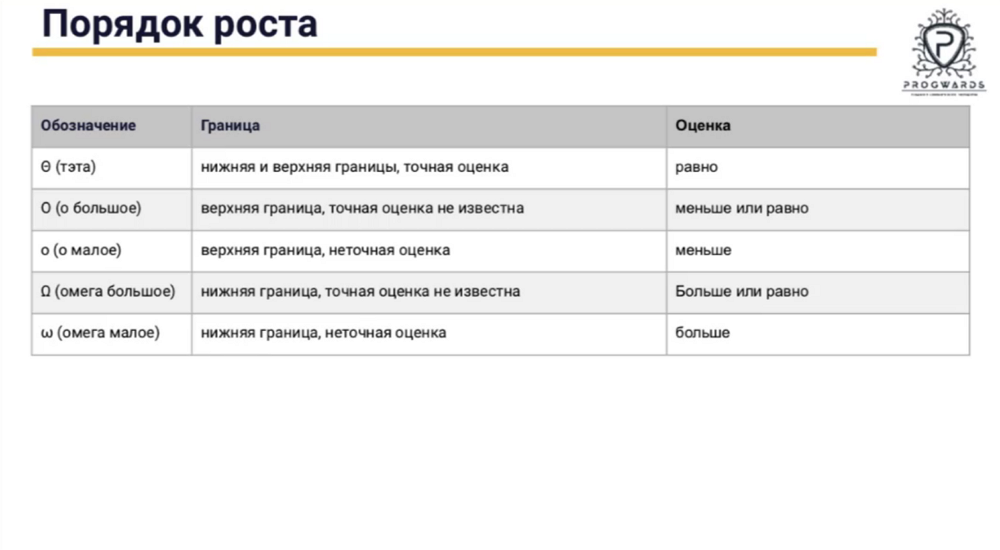 Порядок роста
PROGWARDS
Обозначение Граница Оценка
Θ (тэта) нижняя и верхняя границы, точная оценка равно
О (о большое) верхняя граница, точная оценка не известна меньше или равно
о (о малое) верхняя граница, неточная оценка меньше
Ω (омега большое) нижняя граница, точная оценка не известна Больше или равно
ω (омега малое) нижняя граница, неточная оценка больше